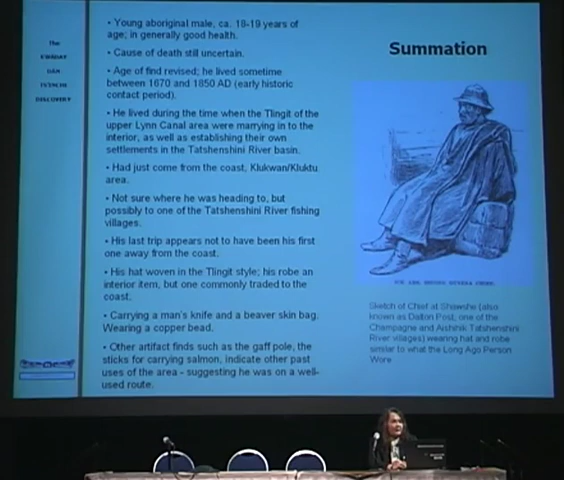 The
KWÄDAY
DÄN
TS'ÌNCHI
DISCOVERY
• Young aboriginal male, ca. 18-19 years of
age; in generally good health.
• Cause of death still uncertain.
• Age of find revised; he lived sometime
between 1670 and 1850 AD (early historic
contact period).
• He lived during the time when the Tlingit of the
upper Lynn Canal area were marrying in to the
interior, as well as establishing their own
settlements in the Tatshenshini River basin.
• Had just come from the coast, Klukwan/Kluktu
area.
• Not sure where he was heading to, but
possibly to one of the Tatshenshini River fishing
villages.
• His last trip appears not to have been his first
one away from the coast.
• His hat woven in the Tlingit style; his robe an
interior item, but one commonly traded to the
coast.
• Carrying a man's knife and a beaver skin bag.
Wearing a copper bead.
• Other artifact finds such as the gaff pole, the
sticks for carrying salmon, indicate other past
uses of the area - suggesting he was on a well-
used route.
Summation
Sketch of Chief at Shäwshe (also
known as Dalton Post, one of the
Champagne and Aishihik Tatshenshini
River villages) wearing hat and robe
similar to what the Long Ago Person
Wore